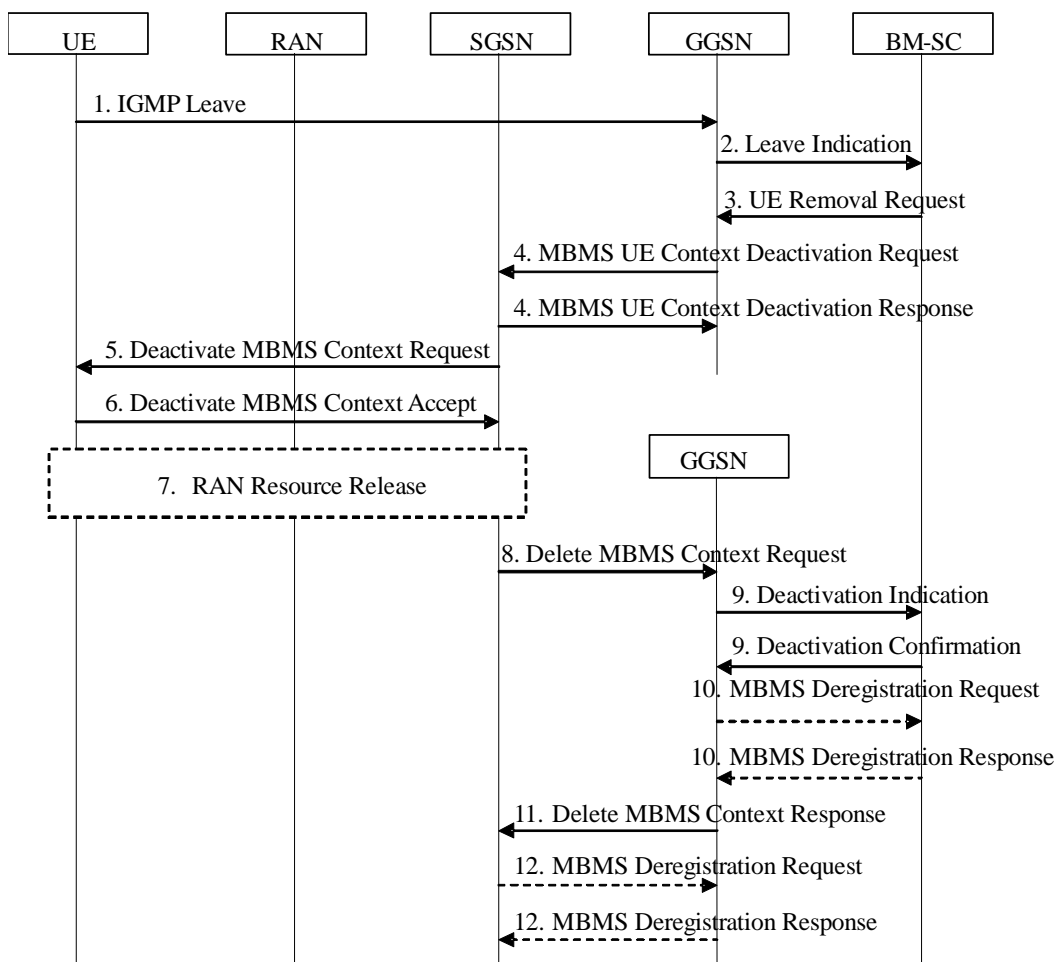 UE
RAN
SGSN
GGSN
BM-SC
1. IGMP Leave
2. Leave Indication
3. UE Removal Request
4. MBMS UE Context Deactivation Request
4. MBMS UE Context Deactivation Response
5. Deactivate MBMS Context Request
6. Deactivate MBMS Context Accept
GGSN
7. RAN Resource Release
8. Delete MBMS Context Request
9. Deactivation Indication
9. Deactivation Confirmation
10. MBMS Deregistration Request
10. MBMS Deregistration Response
11. Delete MBMS Context Response
12. MBMS Deregistration Request
12. MBMS Deregistration Response